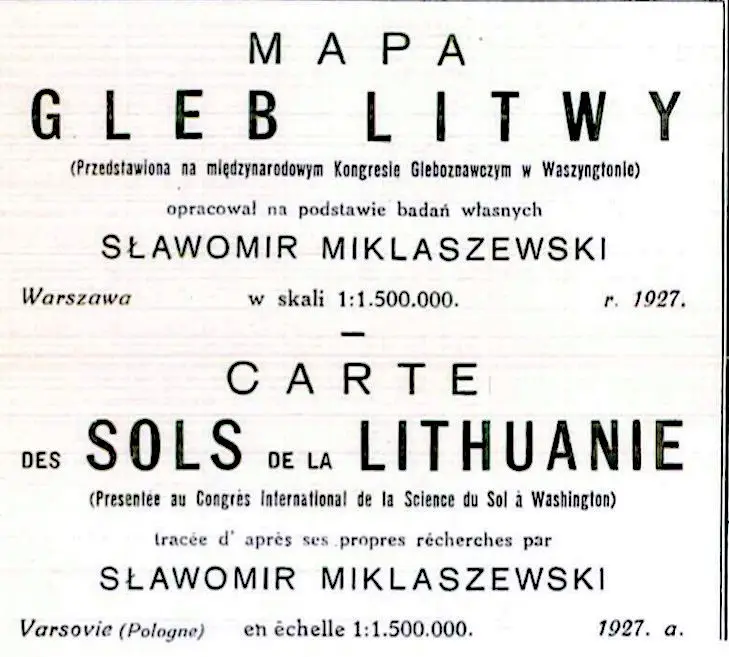 MAPA
GLEB LITWY
(Przedstawiona na międzynarodowym Kongresie Gleboznawczym w Waszyngtonie)
opracował na podstawie badań własnych
SŁAWOMIR MIKLASZEWSKI
Warszawa w skali 1:1.500.000. r. 1927.
—
CARTE
DES SOLS DE LA LITHUANIE
(Presentée au Congrés International de la Science du Sol à Washington)
tracée d' après ses propres récherches par
SŁAWOMIR MIKLASZEWSKI
Varsovie (Pologne) en échelle 1:1.500.000. 1927. a.